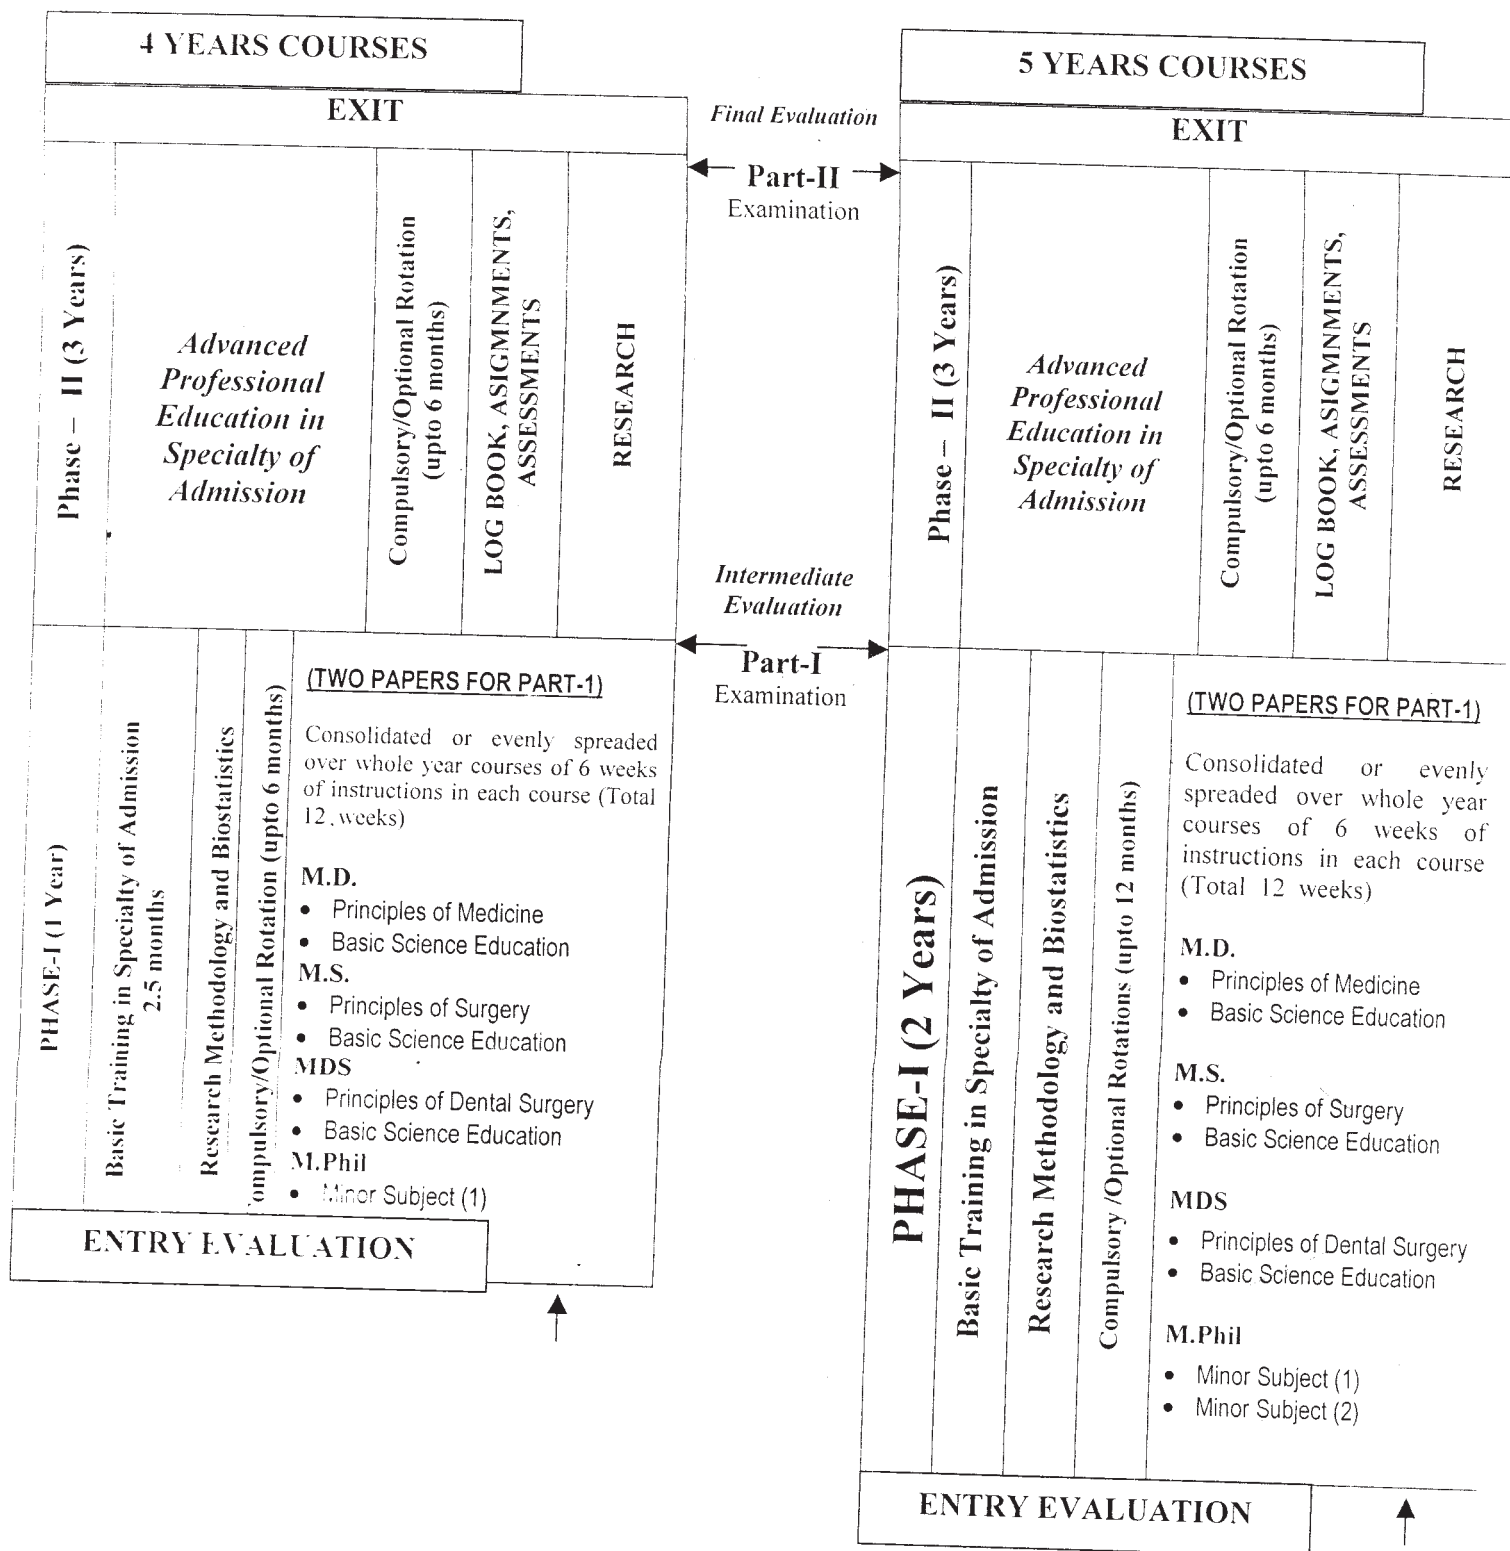 4 YEARS COURSES
EXIT
Phase – II (3 Years)
Advanced
Professional
Education in
Specialty of
Admission
Compulsory/Optional Rotation
(upto 6 months)
LOG BOOK, ASIGMNMENTS,
ASSESSMENTS
RESEARCH
PHASE-I (1 Year)
Basic Training in Specialty of Admission
2.5 months
Research Methodology and Biostatistics
ompulsory/Optional Rotation (upto 6 months)
(TWO PAPERS FOR PART-1)
Consolidated or evenly spreaded
over whole year courses of 6 weeks
of instructions in each course (Total
12 weeks)
M.D.
• Principles of Medicine
• Basic Science Education
M.S.
• Principles of Surgery
• Basic Science Education
MDS
• Principles of Dental Surgery
• Basic Science Education
M.Phil
• Minor Subject (1)
ENTRY EVALUATION
Final Evaluation
Part-II
Examination
Intermediate
Evaluation
Part-I
Examination
5 YEARS COURSES
EXIT
Phase – II (3 Years)
Advanced
Professional
Education in
Specialty of
Admission
Compulsory/Optional Rotation
(upto 6 months)
LOG BOOK, ASIGMNMENTS,
ASSESSMENTS
RESEARCH
PHASE-I (2 Years)
Basic Training in Specialty of Admission
Research Methodology and Biostatistics
Compulsory /Optional Rotations (upto 12 months)
(TWO PAPERS FOR PART-1)
Consolidated or evenly
spreaded over whole year
courses of 6 weeks of
instructions in each course
(Total 12 weeks)
M.D.
• Principles of Medicine
• Basic Science Education
M.S.
• Principles of Surgery
• Basic Science Education
MDS
• Principles of Dental Surgery
• Basic Science Education
M.Phil
• Minor Subject (1)
• Minor Subject (2)
ENTRY EVALUATION